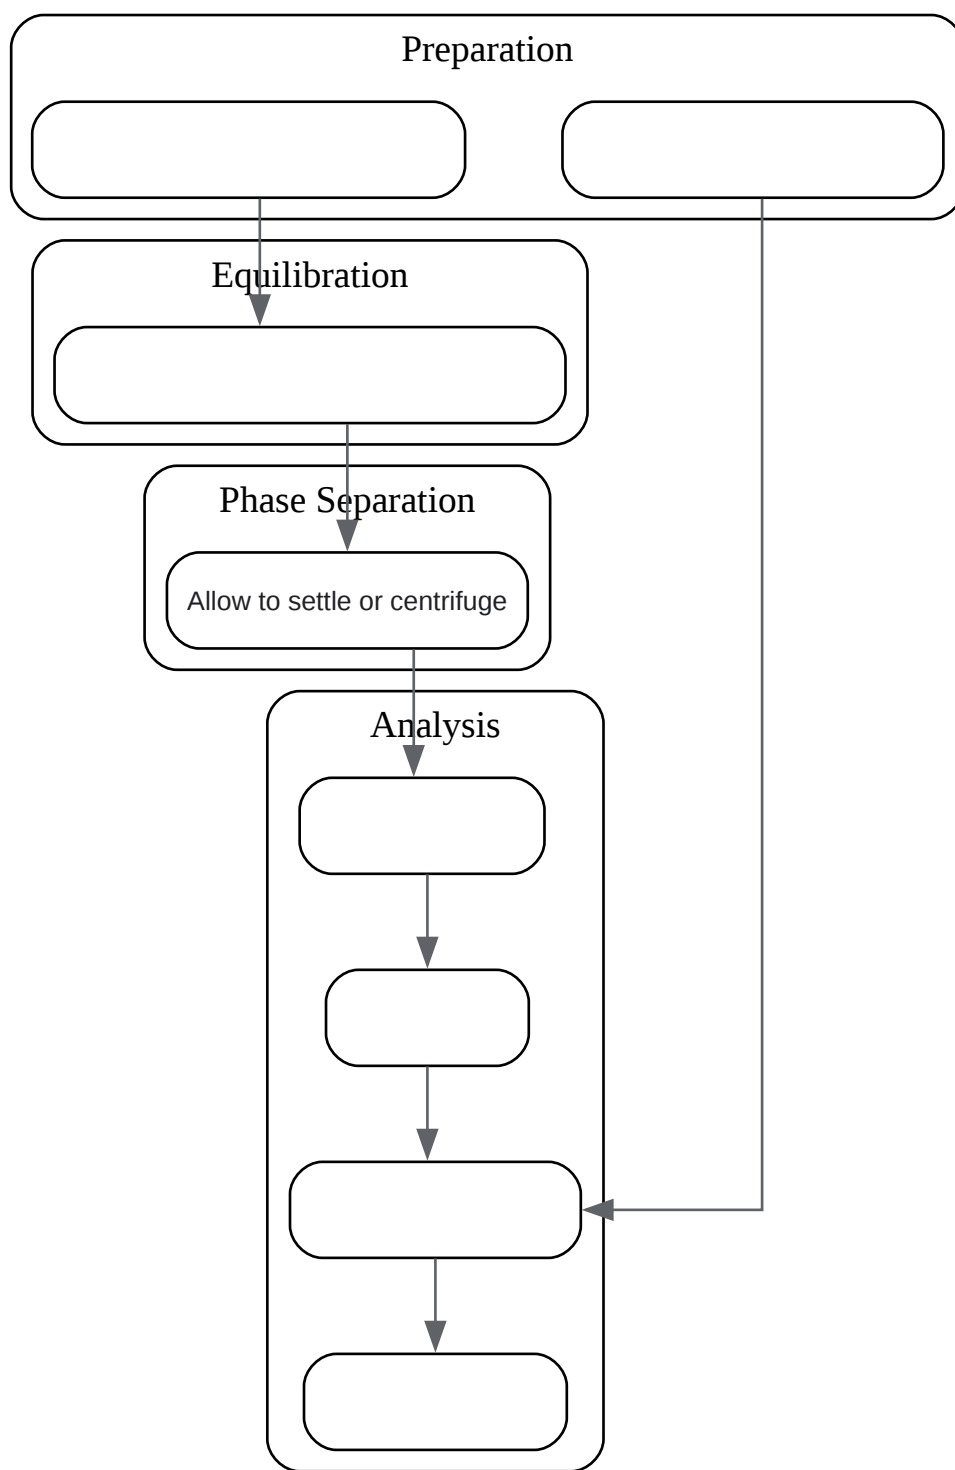 Preparation
Equilibration
Phase Separation
Allow to settle or centrifuge
Analysis